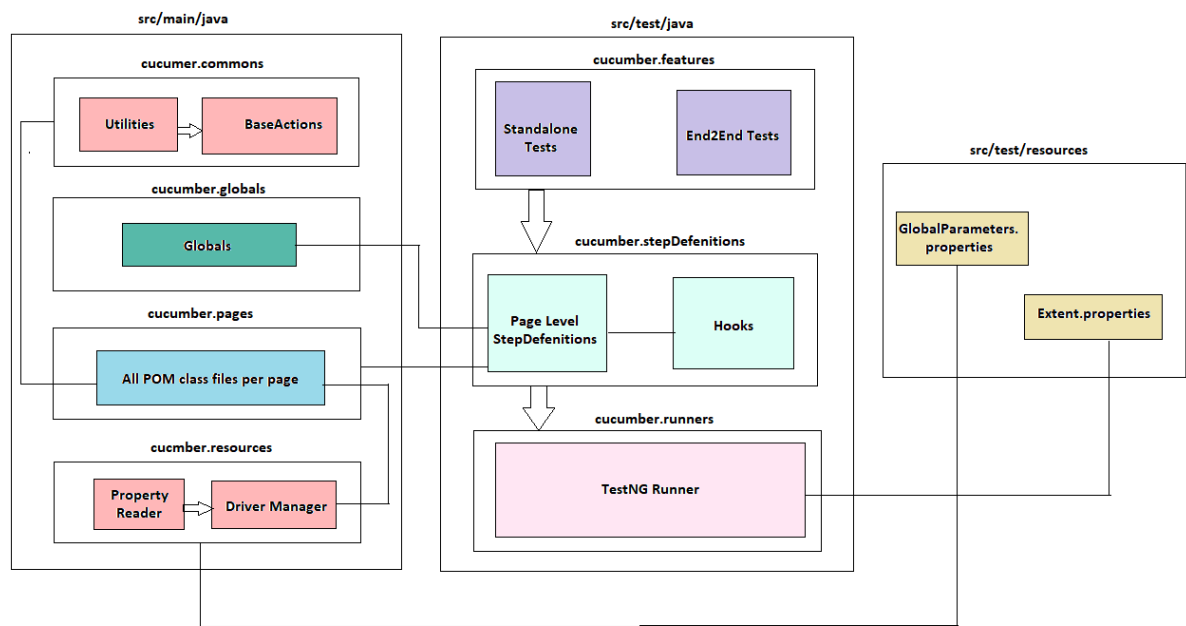 src/main/java
cucumer.commons
Utilities
BaseActions
cucumber.globals
Globals
cucumber.pages
All POM class files per page
cucmber.resources
Property
Reader
Driver Manager
src/test/java
cucumber.features
Standalone
Tests
End2End Tests
cucumber.stepDefenitions
Page Level
StepDefenitions
Hooks
cucumber.runners
TestNG Runner
src/test/resources
GlobalParameters.
properties
Extent.properties